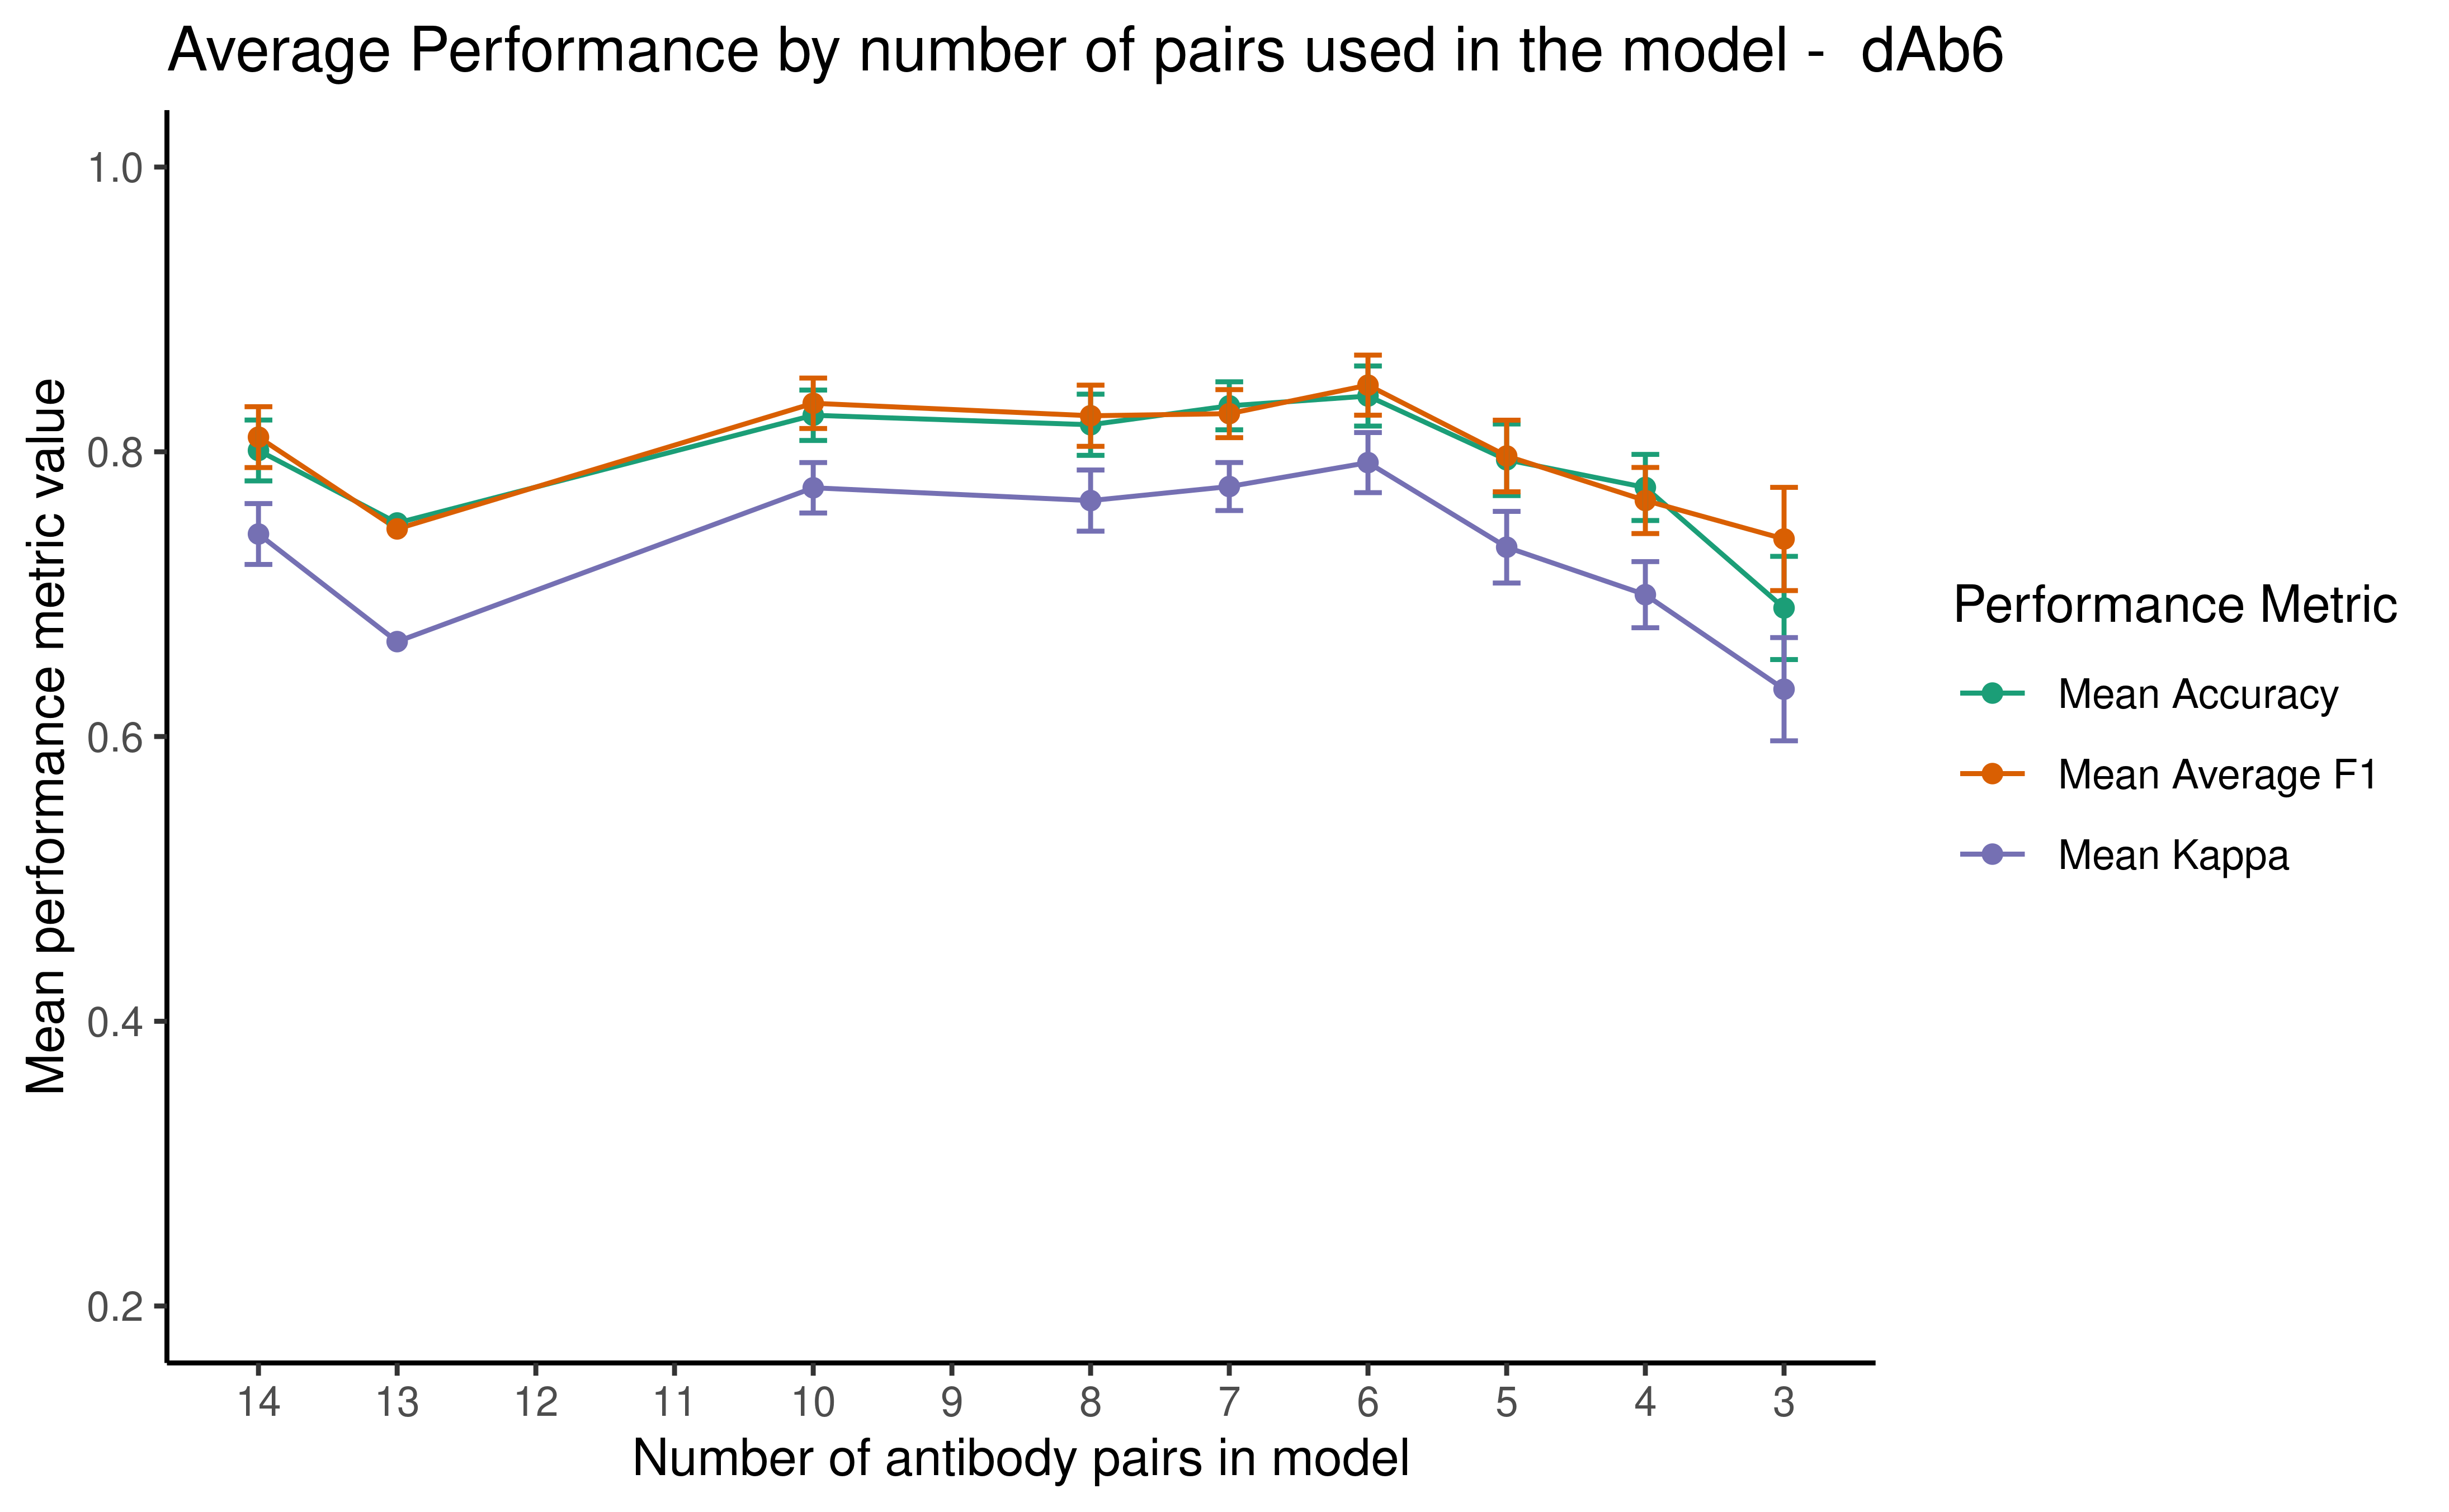 Average Performance by number of pairs used in the model -  dAb6
Mean performance metric value
1.0
0.8
0.6
0.4
0.2
14 13 12 11 10 9 8 7 6 5 4 3
Number of antibody pairs in model
Performance Metric
Mean Accuracy
Mean Average F1
Mean Kappa